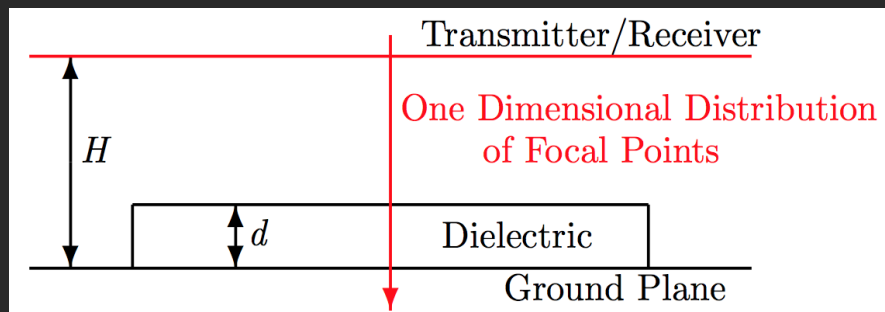 Transmitter/Receiver
One Dimensional Distribution
of Focal Points
H
d
Dielectric
Ground Plane